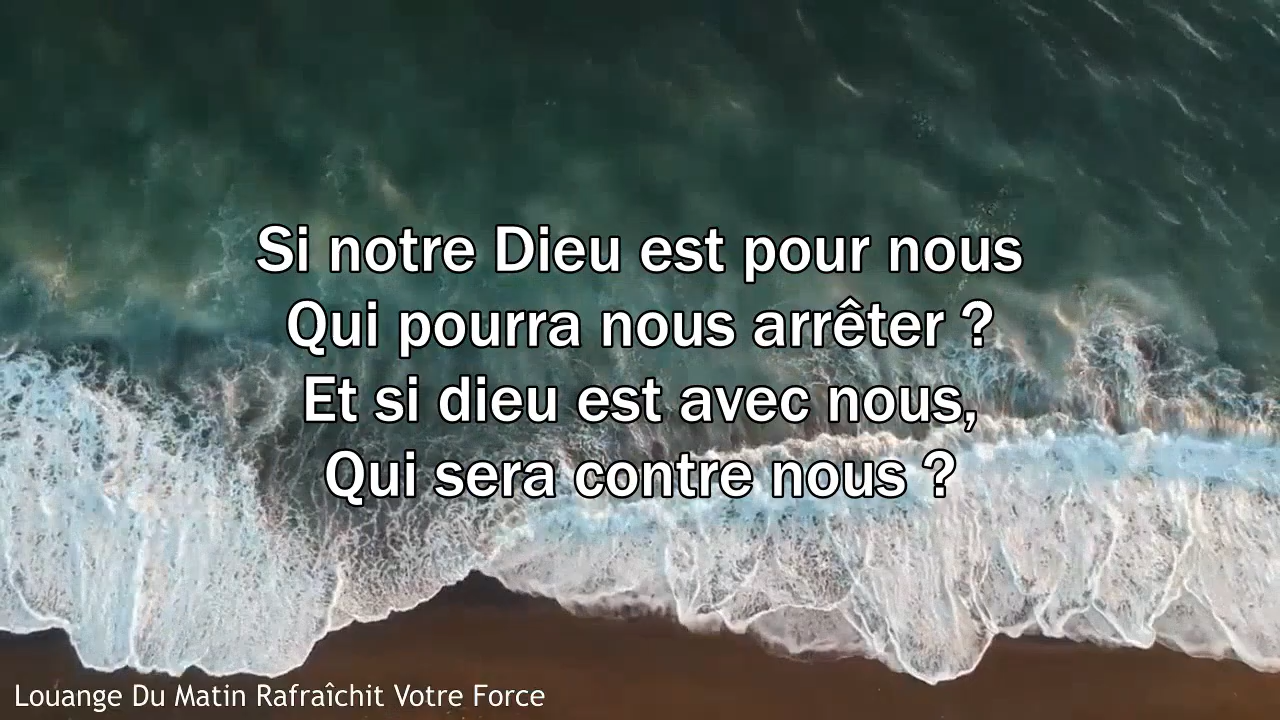 Si notre Dieu est pour nous
Qui pourra nous arrêter ?
Et si dieu est avec nous,
Qui sera contre nous ?
Louange Du Matin Rafraîchit Votre Force